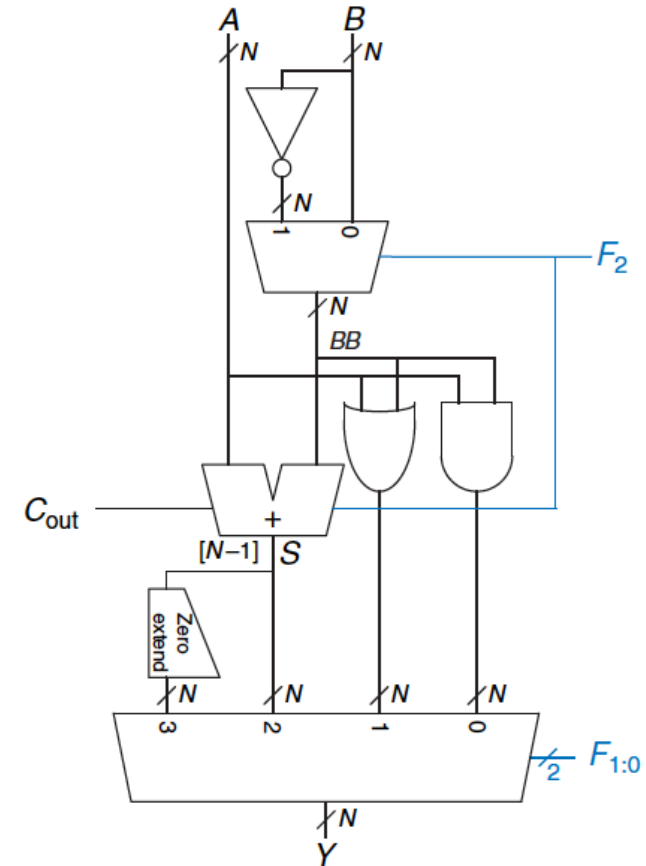 A B
N N
N
1 0
F2
N
BB
Cout
+
[N–1] S
Zero
extend
N N N N
3 2 1 0
2 F1:0
N
Y